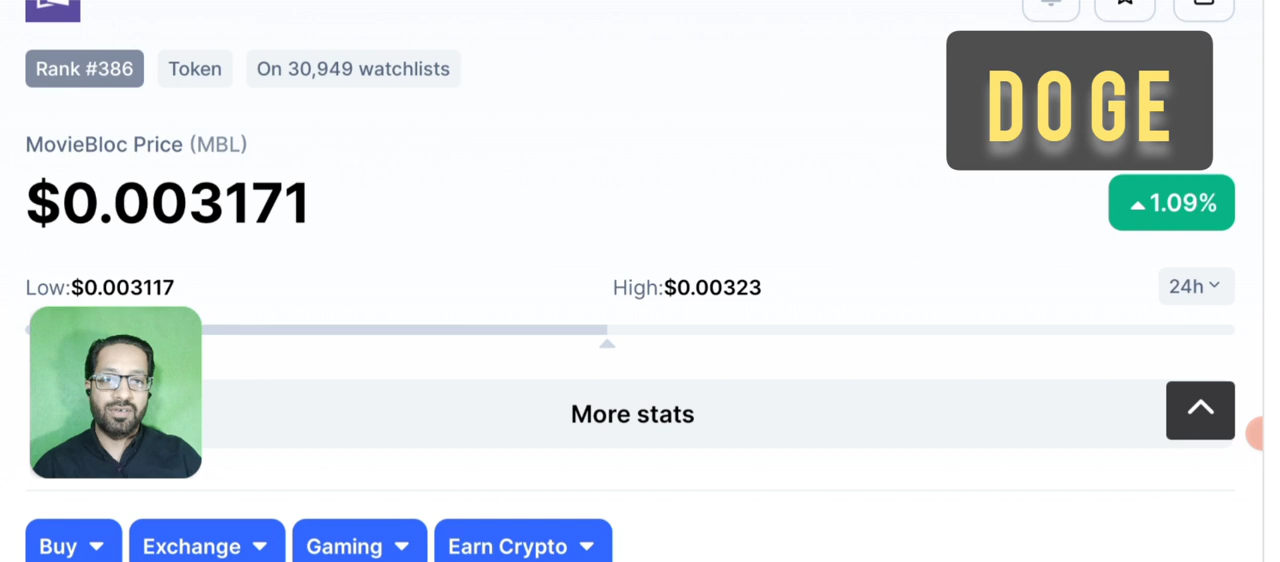 Rank #386 Token On 30,949 watchlists
DOGE
MovieBloc Price (MBL)
$0.003171
1.09%
Low:$0.003117 High:$0.00323 24h
More stats
Buy Exchange Gaming Earn Crypto